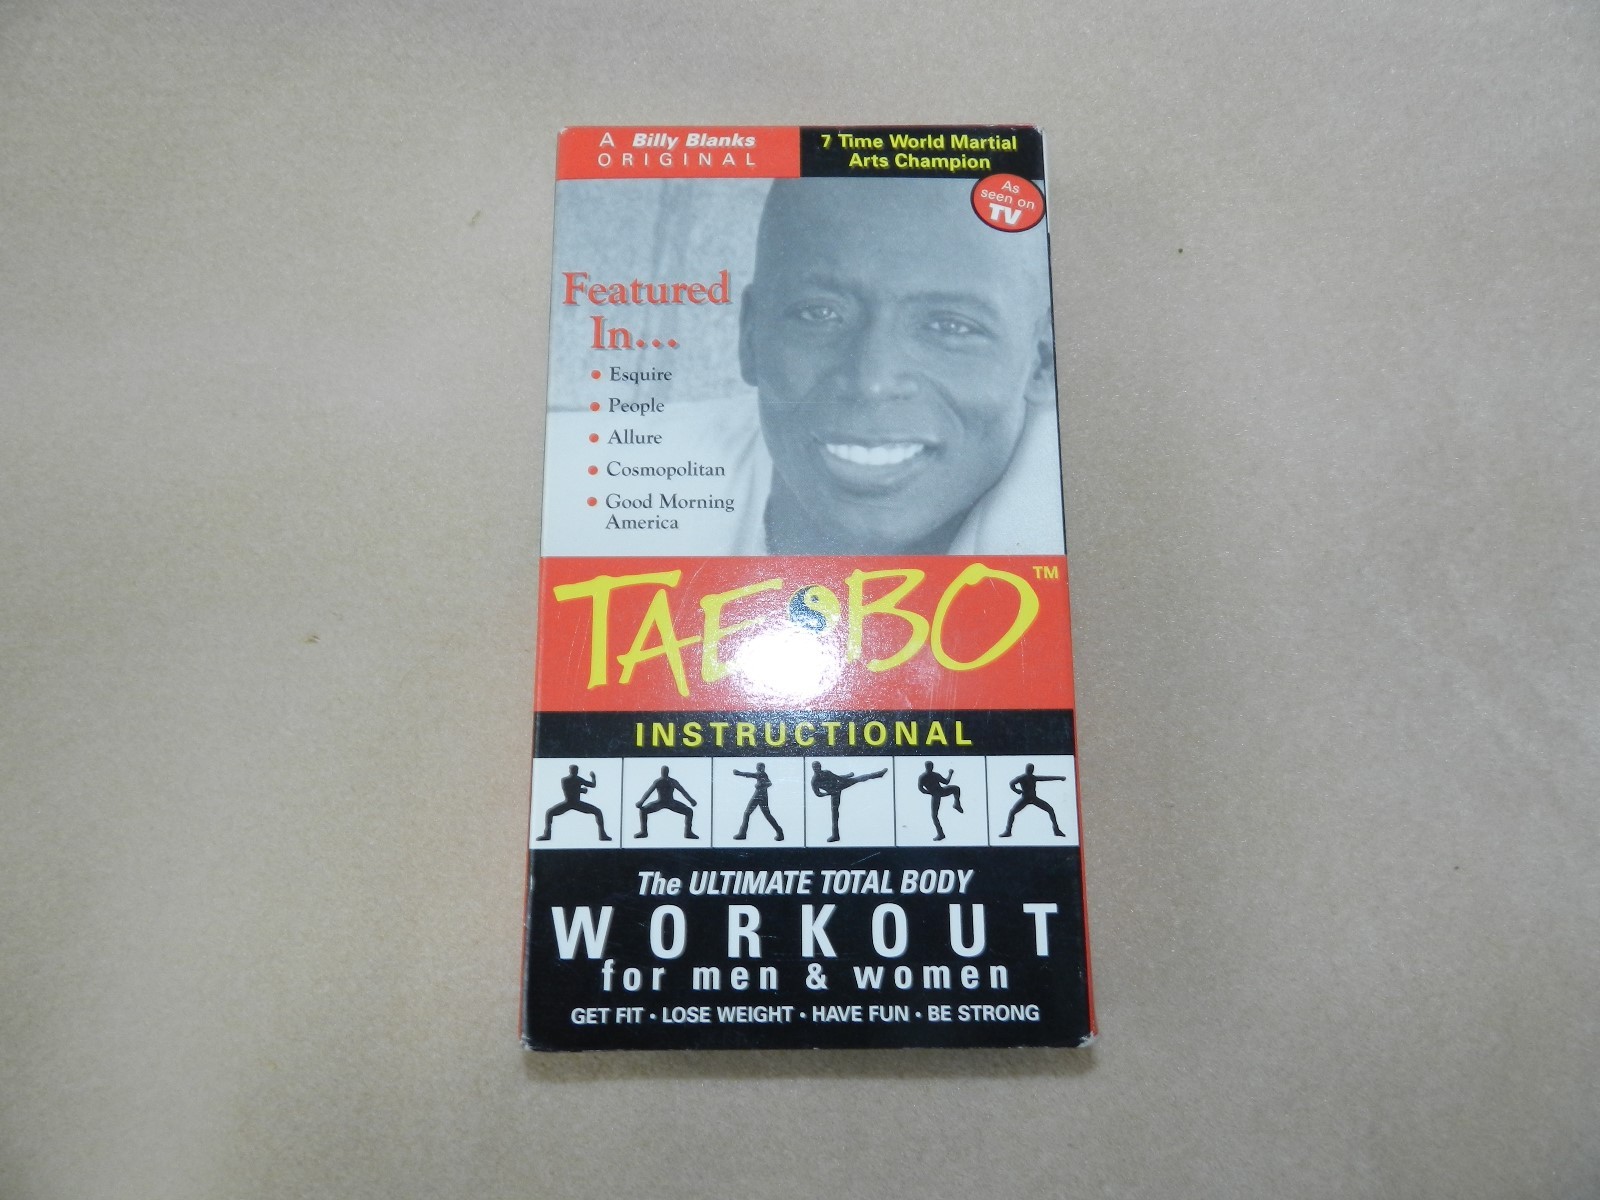 A Billy Blanks
ORIGINAL
7 Time World Martial
Arts Champion
As
seen on
TV
Featured
In...
• Esquire
• People
• Allure
• Cosmopolitan
• Good Morning
America
TAE BO™
INSTRUCTIONAL
The ULTIMATE TOTAL BODY
WORKOUT
for men & women
GET FIT • LOSE WEIGHT • HAVE FUN • BE STRONG